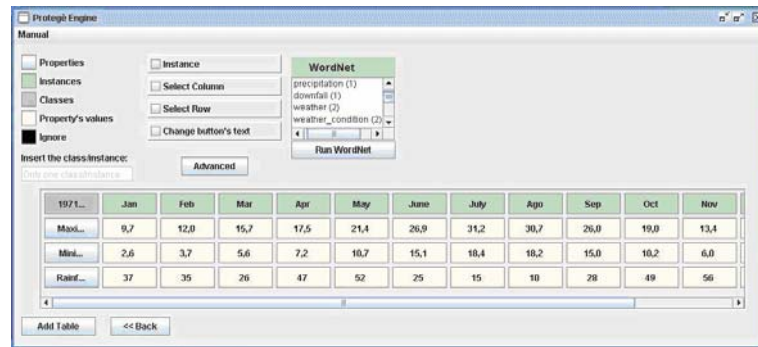 Protegè Engine
Manual
Properties
Instances
Classes
Property's values
Ignore
Insert the class/instance:
Only one class/instance
Instance
Select Column
Select Row
Change button's text
Advanced
WordNet
precipitation (1)
downfall (1)
weather (2)
weather_condition (2)
Run WordNet
1971... Jan Feb Mar Apr May June July Ago Sep Oct Nov
Maxi... 9,7 12,0 15,7 17,5 21,4 26,9 31,2 30,7 26,0 19,0 13,4
Mini... 2,6 3,7 5,6 7,2 10,7 15,1 18,4 18,2 15,0 10,2 6,0
Rainf... 37 35 26 47 52 25 15 10 28 49 56
Add Table << Back